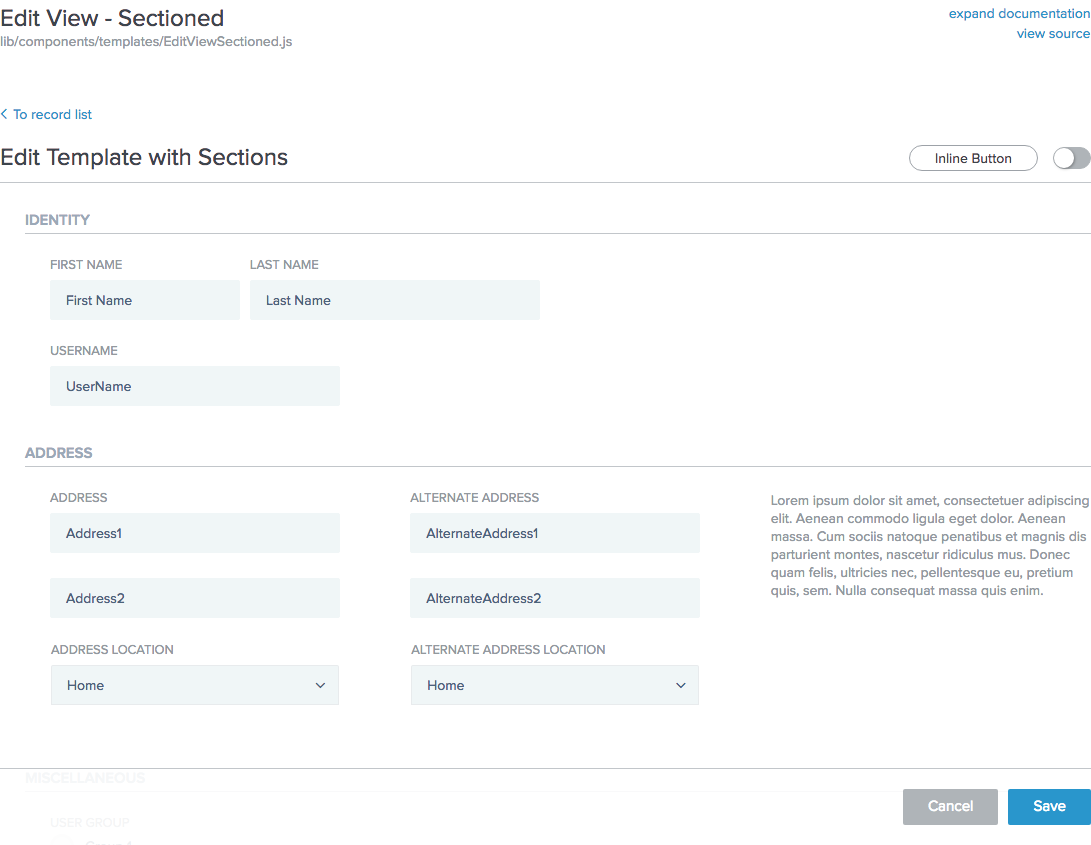 Edit View - Sectioned
expand documentation
lib/components/templates/EditViewSectioned.js
view source
To record list
Edit Template with Sections
Inline Button
IDENTITY
FIRST NAME
LAST NAME
First Name
Last Name
USERNAME
UserName
ADDRESS
ADDRESS
ALTERNATE ADDRESS
Address1
AlternateAddress1
Address2
AlternateAddress2
Lorem ipsum dolor sit amet, consectetuer adipiscing
elit. Aenean commodo ligula eget dolor. Aenean
massa. Cum sociis natoque penatibus et magnis dis
parturient montes, nascetur ridiculus mus. Donec
quam felis, ultricies nec, pellentesque eu, pretium
quis, sem. Nulla consequat massa quis enim.
ADDRESS LOCATION
ALTERNATE ADDRESS LOCATION
Home
Home
MISCELLANEOUS
Cancel
Save
USER GROUP